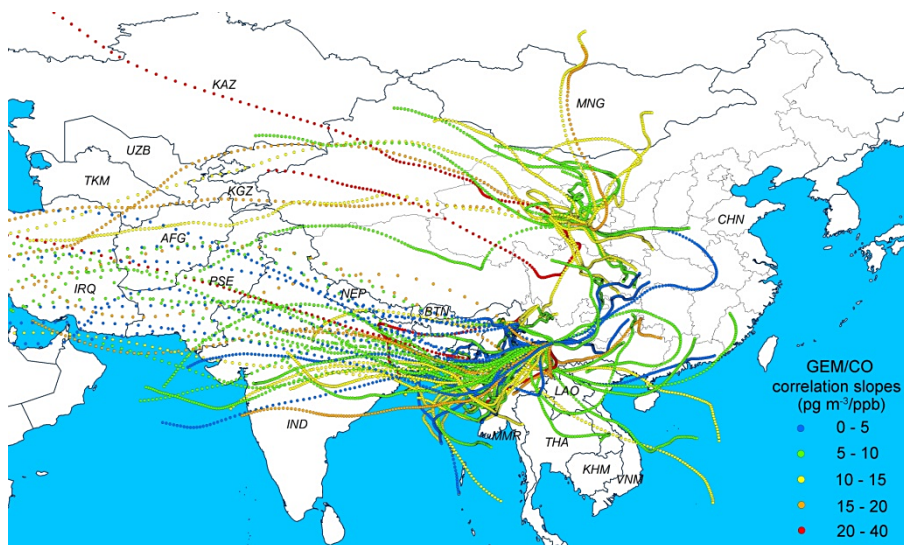 KAZ
MNG
UZB
TKM
KGZ
CHN
AFG
IRQ
PSE
NEP
BTN
LAO
IND
MMR
THA
KHM
VNM
GEM/CO
correlation slopes
(pg m⁻³/ppb)
0 - 5
5 - 10
10 - 15
15 - 20
20 - 40